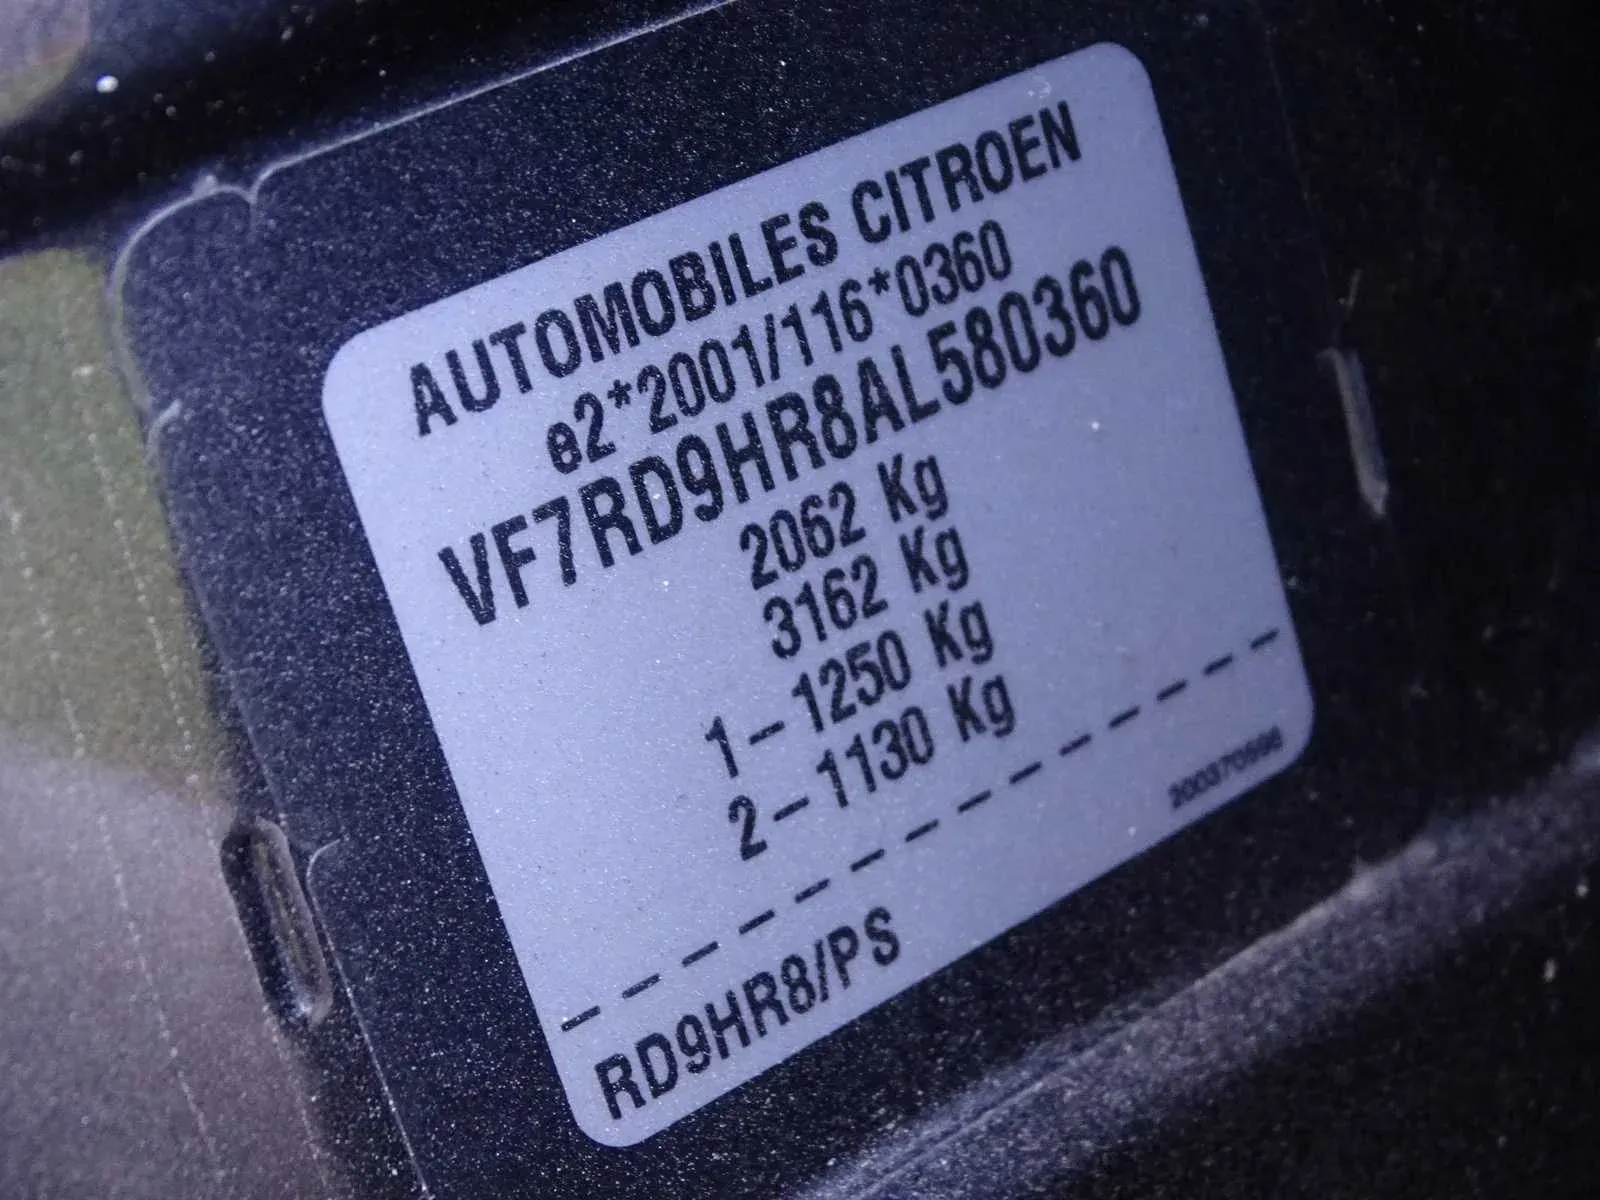 AUTOMOBILES CITROEN
e2*2001/116*0360
VF7RD9HR8AL580360
2062 Kg
3162 Kg
1-1250 Kg
2-1130 Kg
RD9HR8/PS